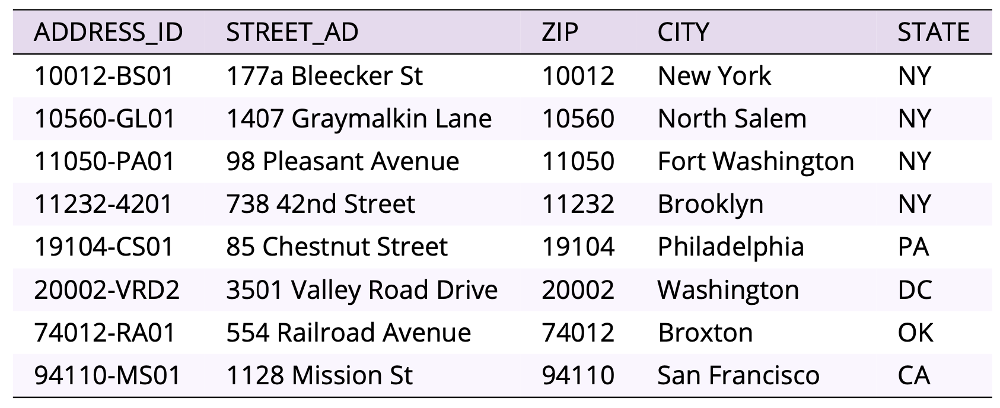 ADDRESS_ID STREET_AD ZIP CITY STATE
10012-BS01 177a Bleecker St 10012 New York NY
10560-GL01 1407 Graymalkin Lane 10560 North Salem NY
11050-PA01 98 Pleasant Avenue 11050 Fort Washington NY
11232-4201 738 42nd Street 11232 Brooklyn NY
19104-CS01 85 Chestnut Street 19104 Philadelphia PA
20002-VRD2 3501 Valley Road Drive 20002 Washington DC
74012-RA01 554 Railroad Avenue 74012 Broxton OK
94110-MS01 1128 Mission St 94110 San Francisco CA